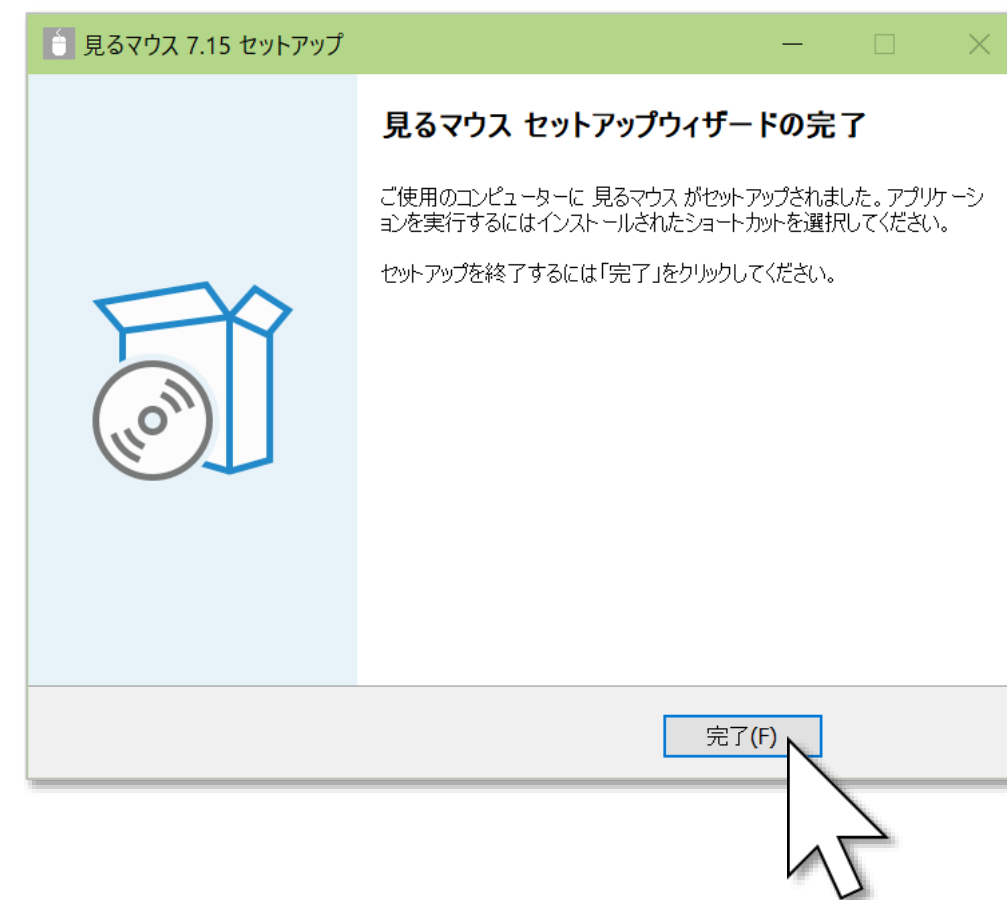 見るマウス 7.15 セットアップ
見るマウス セットアップウィザードの完了
ご使用のコンピューターに 見るマウス がセットアップされました。アプリケーシ
ョンを実行するにはインストールされたショートカットを選択してください。
セットアップを終了するには「完了」をクリックしてください。
完了(F)